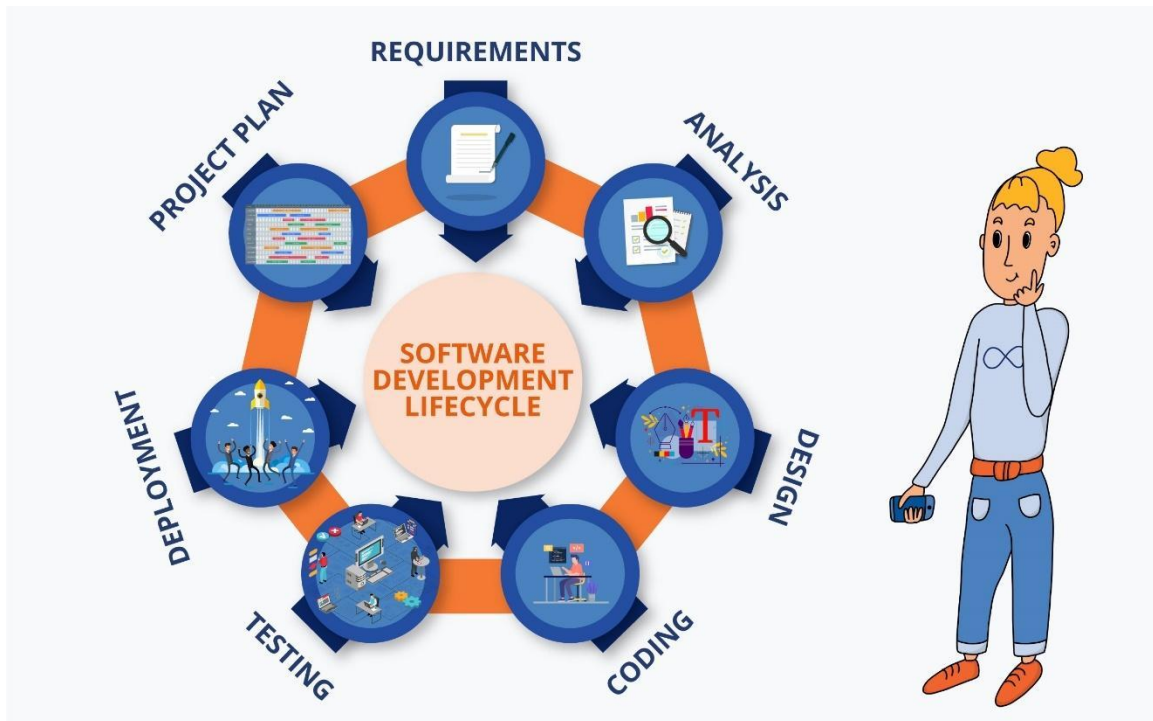 REQUIREMENTS
ANALYSIS
DESIGN
CODING
TESTING
DEPLOYMENT
PROJECT PLAN
SOFTWARE
DEVELOPMENT
LIFECYCLE
T